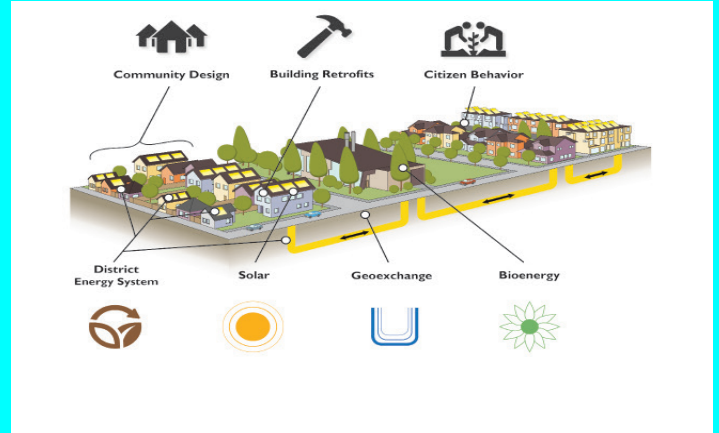 Community Design
Building Retrofits
Citizen Behavior
District
Energy System
Solar
Geoexchange
Bioenergy